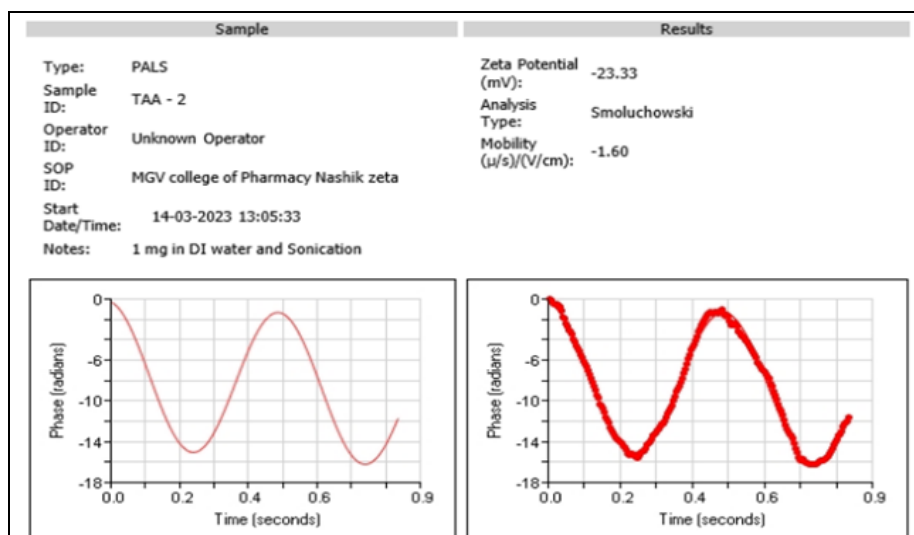 Sample
Results
Type: PALS
Sample ID: TAA - 2
Operator ID: Unknown Operator
SOP ID: MGV college of Pharmacy Nashik zeta
Start Date/Time: 14-03-2023 13:05:33
Notes: 1 mg in DI water and Sonication
Zeta Potential (mV): -23.33
Analysis Type: Smoluchowski
Mobility (μ/s)/(V/cm): -1.60
Phase (radians)
0
-6
-10
-14
-18
0.0 0.2 0.4 0.6 0.9
Time (seconds)
Phase (radians)
0
-6
-10
-14
-18
0.0 0.2 0.4 0.6 0.9
Time (seconds)